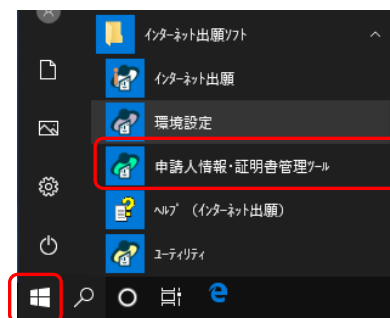 インターネット出願ソフト
インターネット出願
環境設定
申請人情報・証明書管理ツール
ヘルプ (インターネット出願)
ユーティリティ